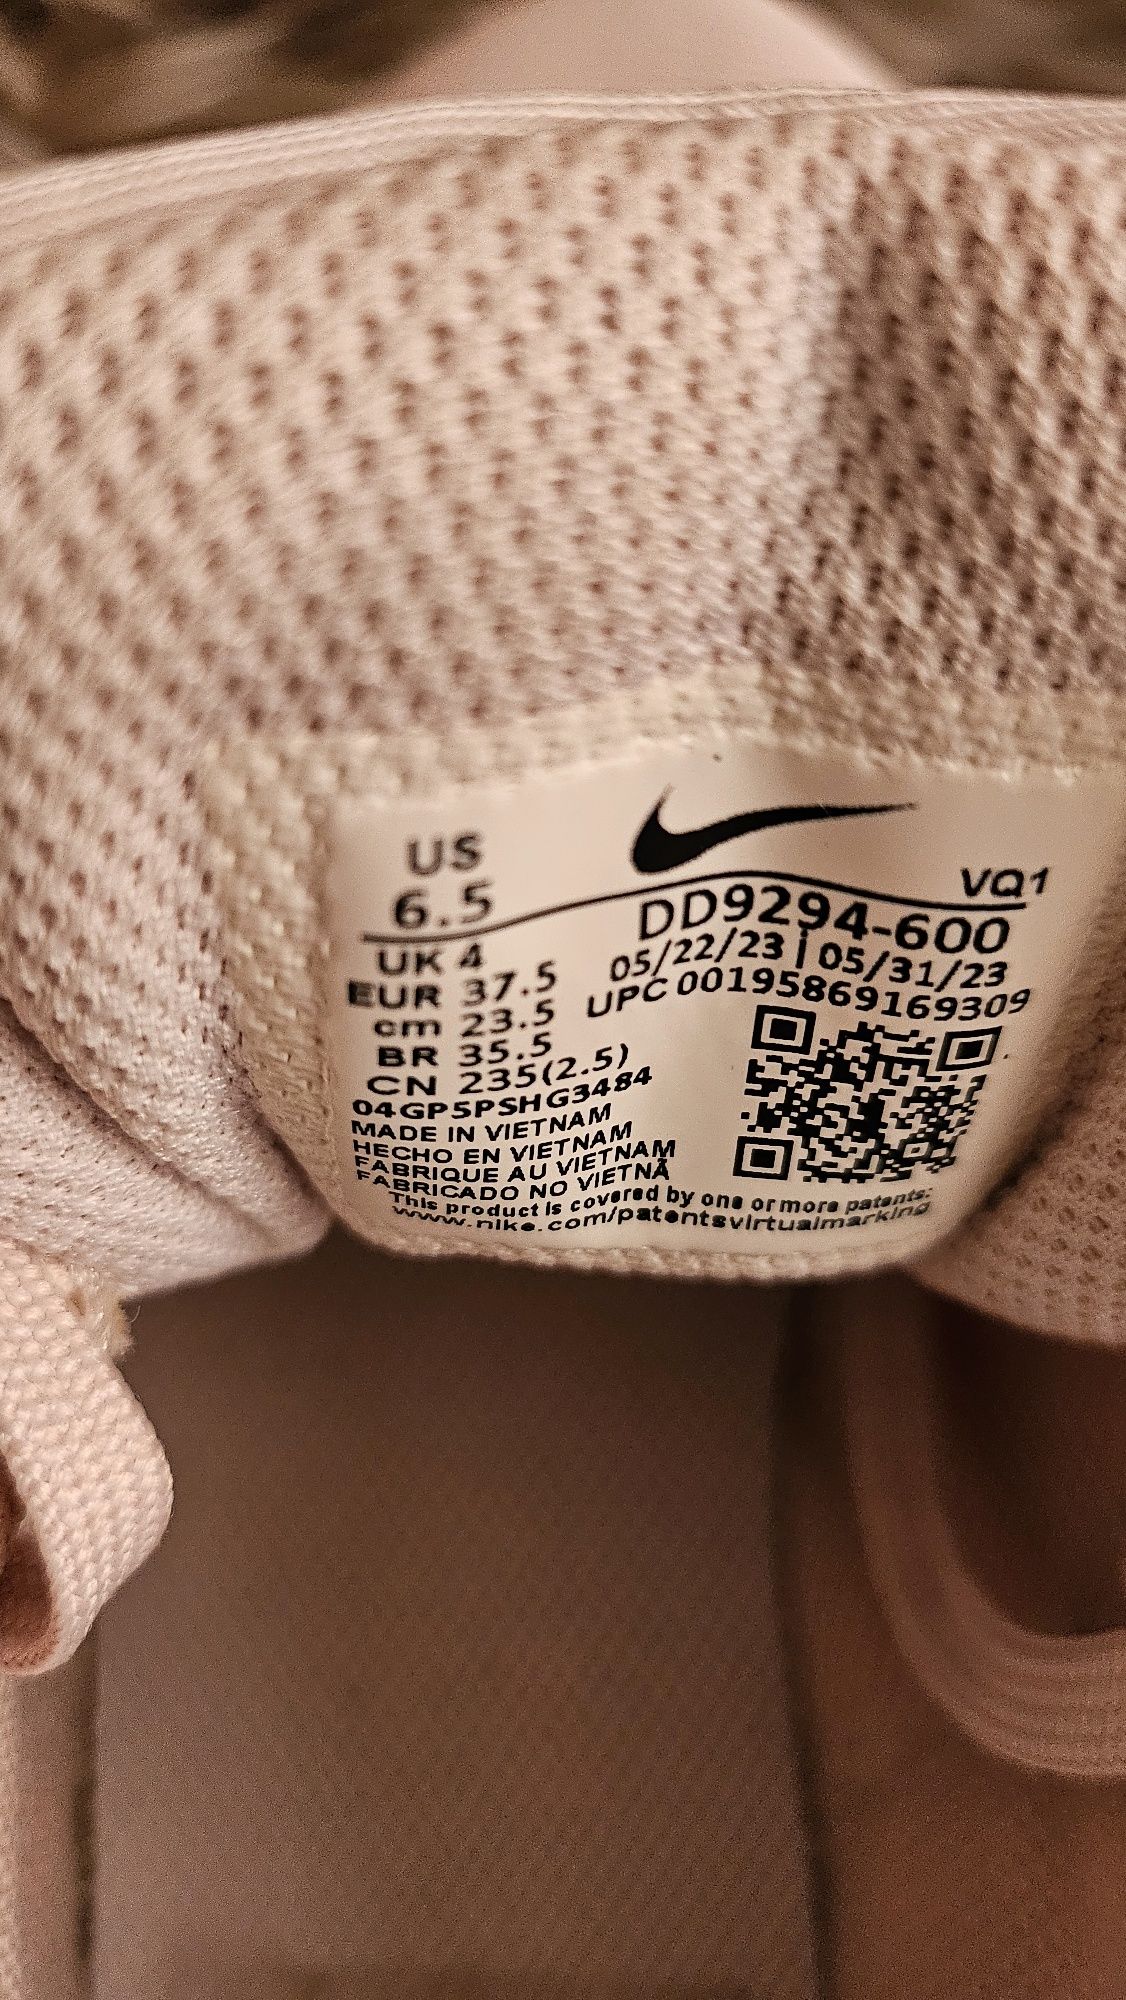 US
6.5
UK 4
EUR 37.5
cm 23.5
BR 35.5
CN 235(2.5)
VQ1
DD9294-600
05/22/23 | 05/31/23
UPC 00195869169309
04GP5PSHG3484
MADE IN VIETNAM
HECHO EN VIETNAM
FABRIQUE AU VIETNAM
FABRICADO NO VIETNÃ
This product is covered by one or more patents:
www.nike.com/patentsvirtualmarking